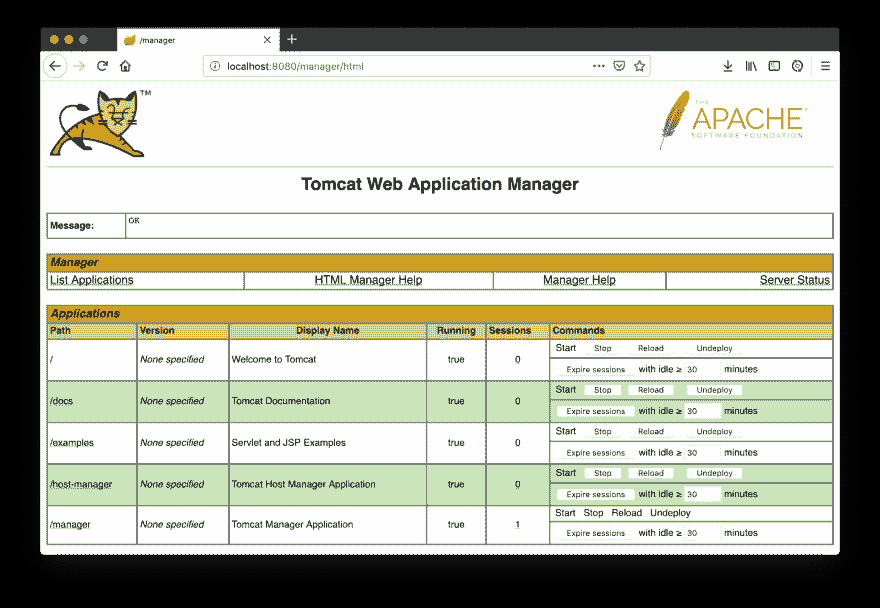 /manager
localhost:8080/manager/html
TM
THE
APACHE
SOFTWARE FOUNDATION
Tomcat Web Application Manager
Message: OK
Manager
List Applications HTML Manager Help Manager Help Server Status
Applications
Path Version Display Name Running Sessions Commands
/ None specified Welcome to Tomcat true 0 Start Stop Reload Undeploy
Expire sessions with idle ≥ 30 minutes
/docs None specified Tomcat Documentation true 0 Start Stop Reload Undeploy
Expire sessions with idle ≥ 30 minutes
/examples None specified Servlet and JSP Examples true 0 Start Stop Reload Undeploy
Expire sessions with idle ≥ 30 minutes
/host-manager None specified Tomcat Host Manager Application true 0 Start Stop Reload Undeploy
Expire sessions with idle ≥ 30 minutes
/manager None specified Tomcat Manager Application true 1 Start Stop Reload Undeploy
Expire sessions with idle ≥ 30 minutes